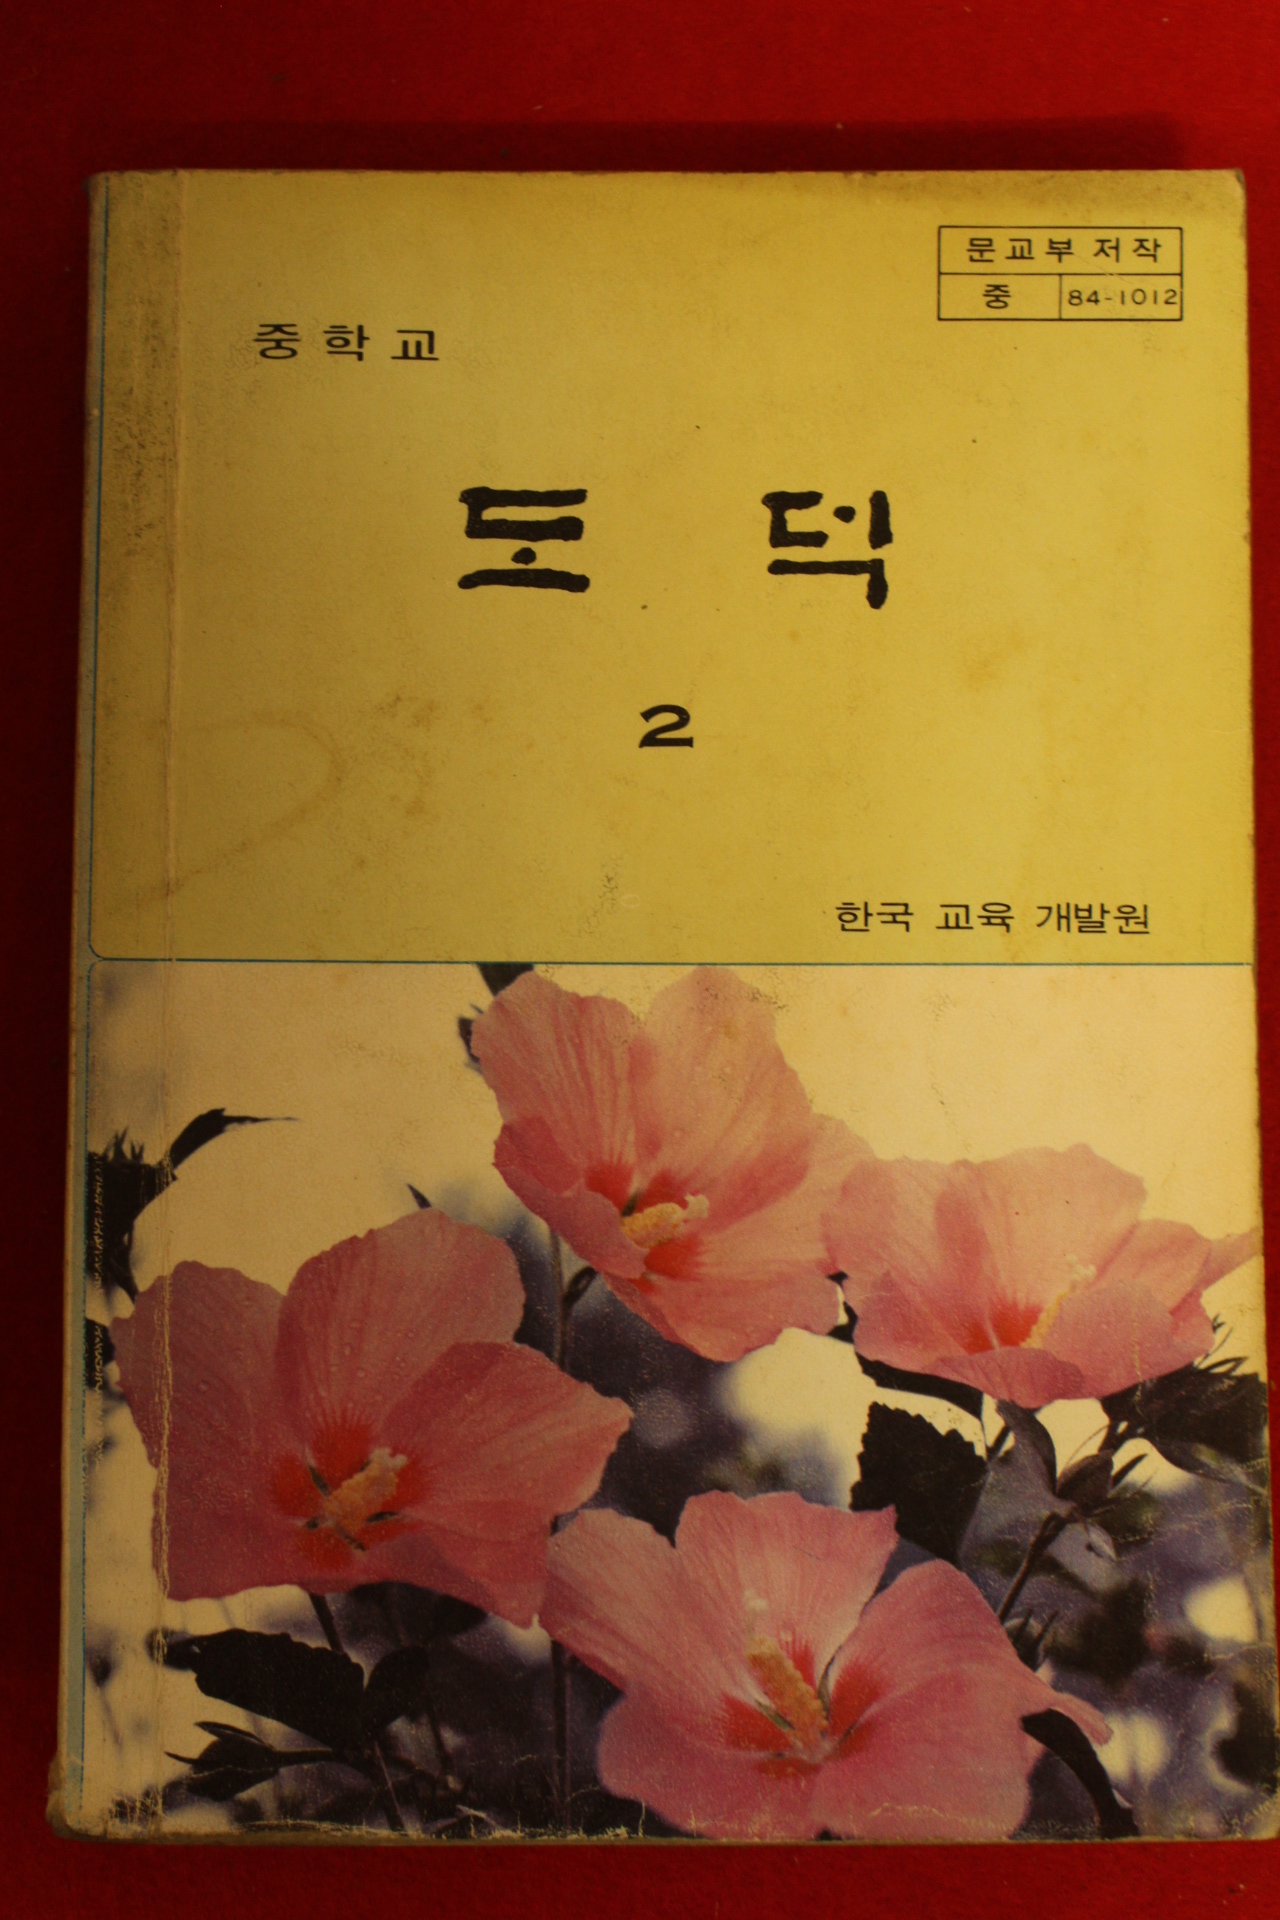 문교부 저작
중 84-1012
중학교
도덕
2
한국 교육 개발원